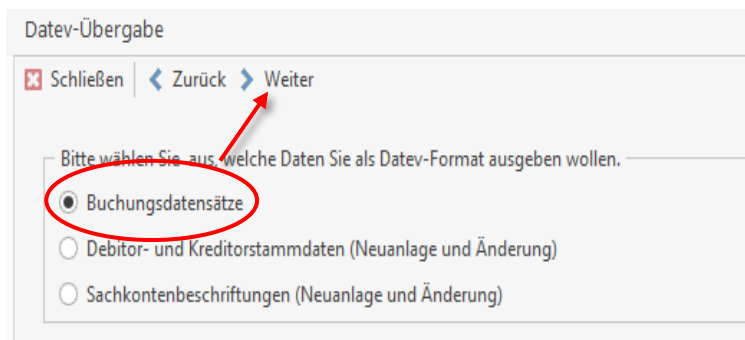 Datev-Übergabe
Schließen Zurück Weiter
Bitte wählen Sie aus, welche Daten Sie als Datev-Format ausgeben wollen.
Buchungsdatensätze
Debitor- und Kreditorstammdaten (Neuanlage und Änderung)
Sachkontenbeschriftungen (Neuanlage und Änderung)